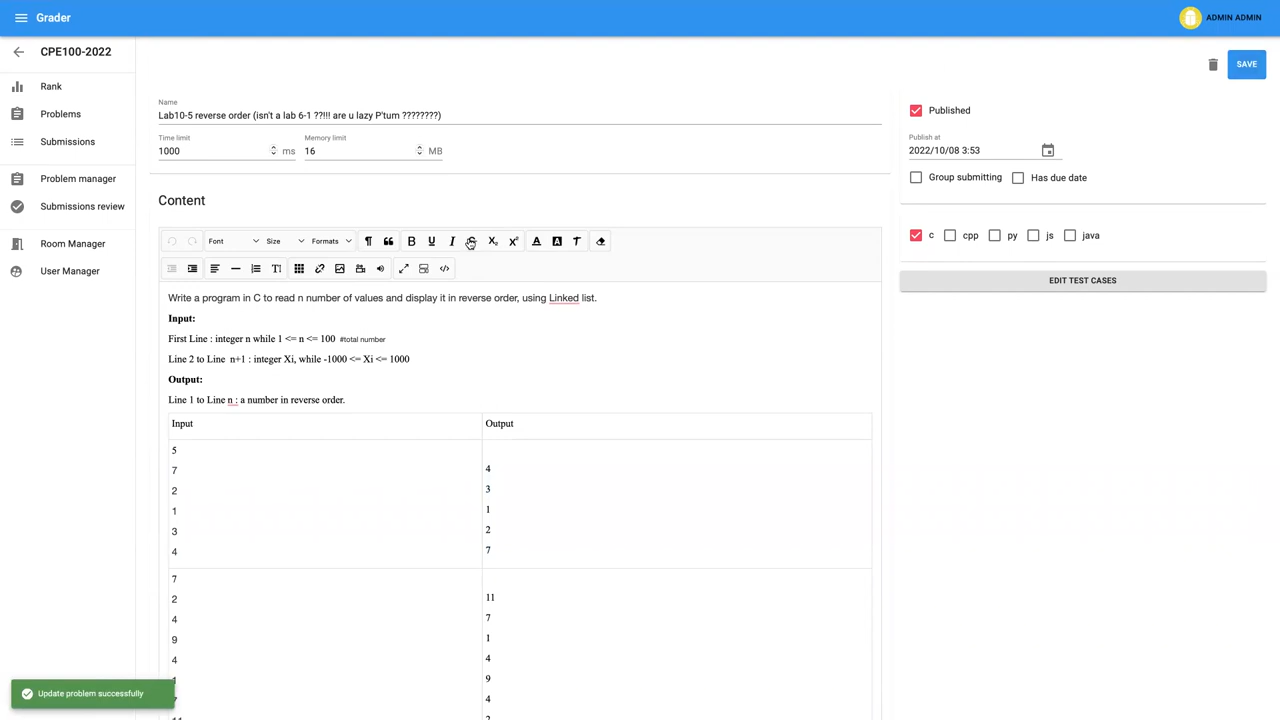 Grader
ADMIN ADMIN
CPE100-2022
SAVE
Rank
Problems
Submissions
Problem manager
Submissions review
Room Manager
User Manager
Name
Lab10-5 reverse order (isn't a lab 6-1 ??!!! are u lazy P'tum ????????)
Time limit
1000 ms
Memory limit
16 MB
Published
Publish at
2022/10/08 3:53
Group submitting
Has due date
c cpp py js java
EDIT TEST CASES
Content
Font Size Formats
Write a program in C to read n number of values and display it in reverse order, using Linked list.
Input:
First Line : integer n while 1 <= n <= 100 #total number
Line 2 to Line n+1 : integer Xi, while -1000 <= Xi <= 1000
Output:
Line 1 to Line n : a number in reverse order.
Input Output
5
7
2
1
3
4
4
3
1
2
7
7
2
4
9
4
11
7
1
4
9
4
Update problem successfully